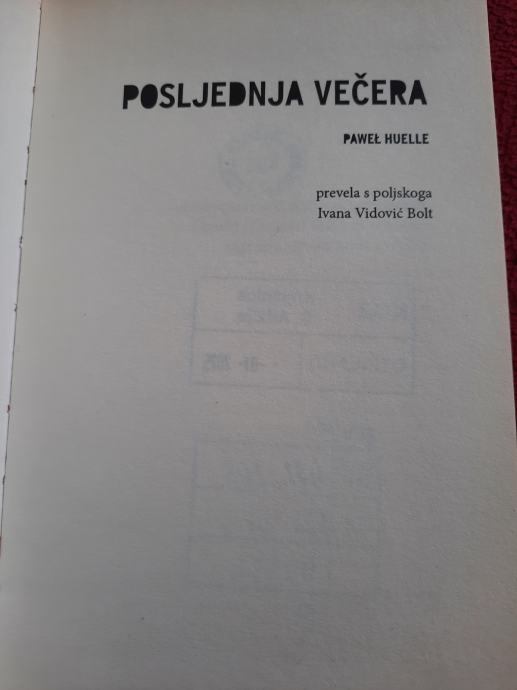 POSLJEDNJA VEČERA
PAWEŁ HUELLE
prevela s poljskoga
Ivana Vidović Bolt